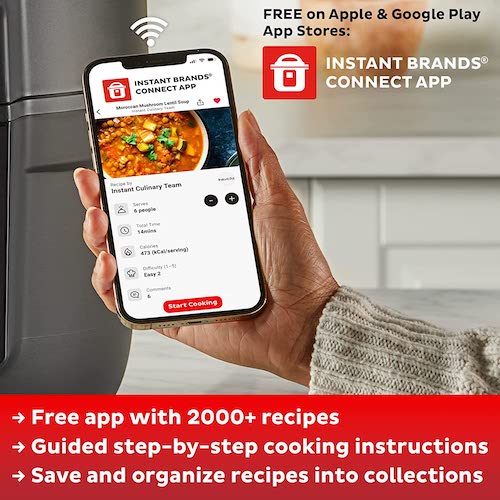 FREE on Apple & Google Play
App Stores:
INSTANT BRANDS®
CONNECT APP
INSTANT BRANDS®
CONNECT APP
Moroccan Mushroom Lentil Soup
Instant Culinary Team
Recipe by
Instant Culinary Team
Serves
6 people
Total Time
14mins
Calories
473 (kCal/serving)
Difficulty (1-5)
Easy 2
Comments
6
Start Cooking
→ Free app with 2000+ recipes
→ Guided step-by-step cooking instructions
→ Save and organize recipes into collections